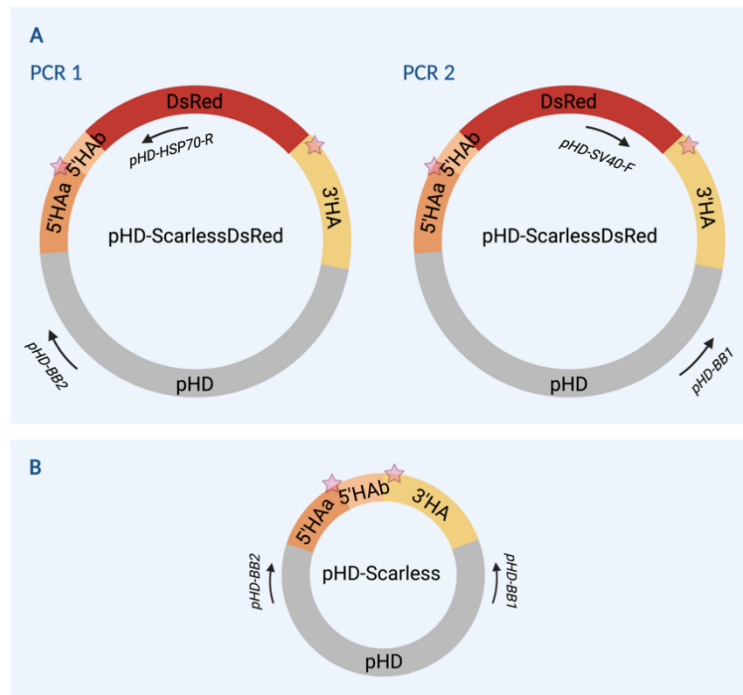 A
PCR 1
PCR 2
DsRed
5'HAb
5'HAa
pHD-HSP70-R
3'HA
pHD-ScarlessDsRed
pHD-BB2
pHD
DsRed
5'HAb
5'HAa
pHD-SV40-F
3'HA
pHD-ScarlessDsRed
pHD-BB1
pHD
B
5'HAa
5'HAb
3'HA
pHD-BB2
pHD-Scarless
pHD-BB1
pHD